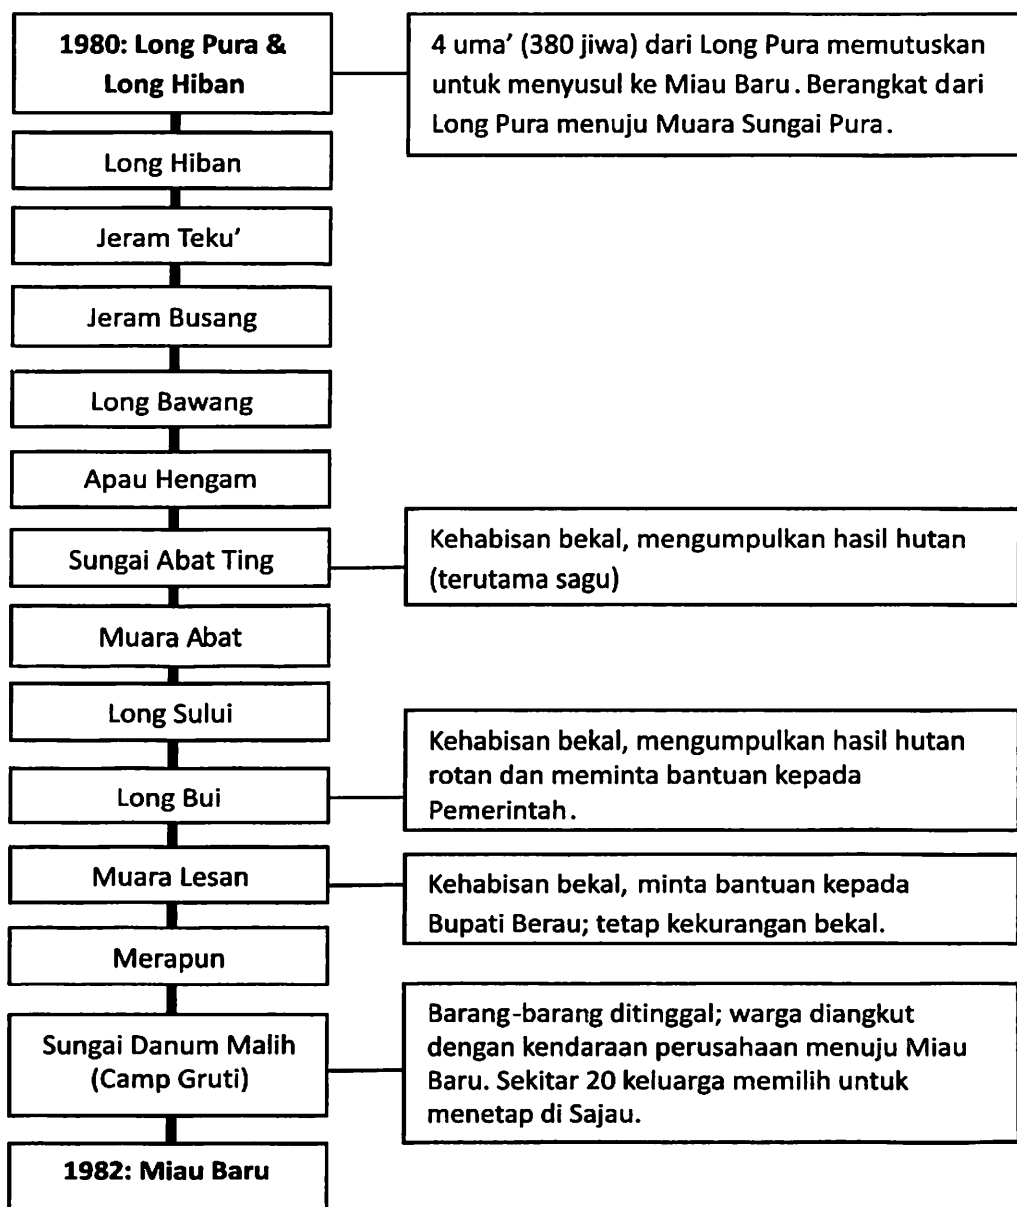 1980: Long Pura &
Long Hiban
4 uma’ (380 jiwa) dari Long Pura memutuskan
untuk menyusul ke Miau Baru. Berangkat dari
Long Pura menuju Muara Sungai Pura.
Long Hiban
Jeram Teku’
Jeram Busang
Long Bawang
Apau Hengam
Sungai Abat Ting
Kehabisan bekal, mengumpulkan hasil hutan
(terutama sagu)
Muara Abat
Long Sului
Long Bui
Kehabisan bekal, mengumpulkan hasil hutan
rotan dan meminta bantuan kepada
Pemerintah.
Muara Lesan
Kehabisan bekal, minta bantuan kepada
Bupati Berau; tetap kekurangan bekal.
Merapun
Sungai Danum Malih
(Camp Gruti)
Barang-barang ditinggal; warga diangkut
dengan kendaraan perusahaan menuju Miau
Baru. Sekitar 20 keluarga memilih untuk
menetap di Sajau.
1982: Miau Baru